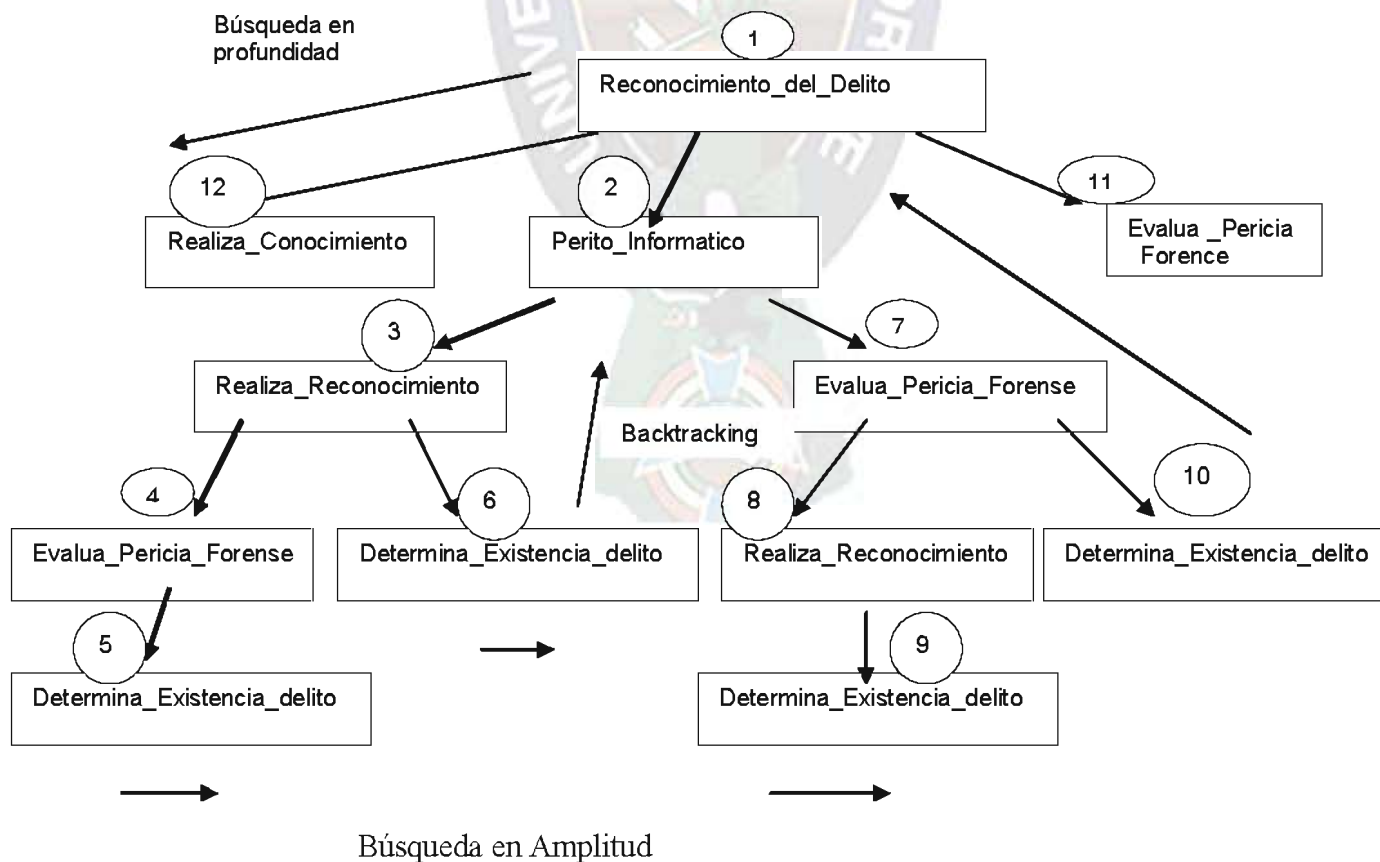 Búsqueda en
profundidad
1
Reconocimiento_del_Delito
12
2
11
Realiza_Conocimiento
Perito_Informatico
Evalua _Pericia
Forence
3
7
Realiza_Reconocimiento
Evalua_Pericia_Forense
Backtracking
4
6
8
10
Evalua_Pericia_Forense
Determina_Existencia_delito
Realiza_Reconocimiento
Determina_Existencia_delito
5
9
Determina_Existencia_delito
Determina_Existencia_delito
Búsqueda en Amplitud